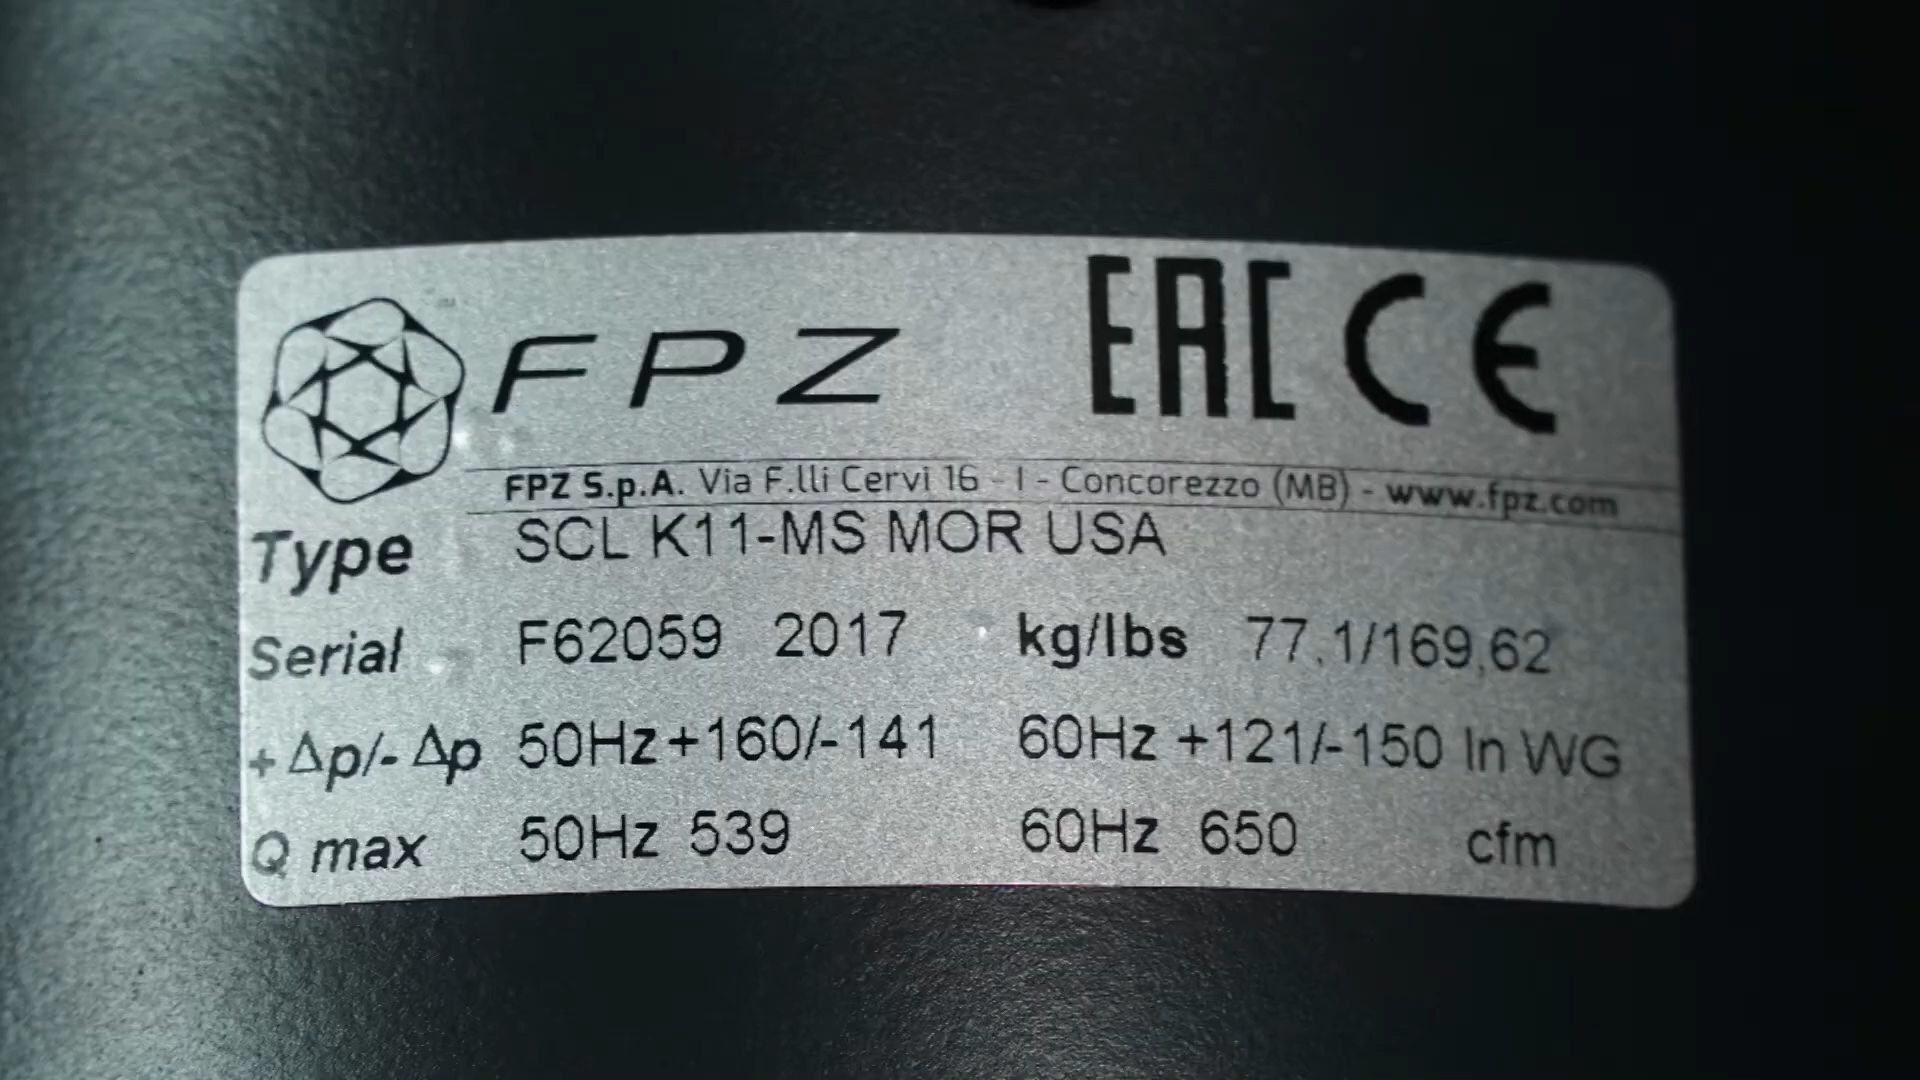 FPZ EAC CE
FPZ S.p.A. Via F.lli Cervi 16 - I - Concorezzo (MB) - www.fpz.com
Type SCL K11-MS MOR USA
Serial F62059 2017 kg/lbs 77,1/169,62
+ Δp/- Δp 50Hz +160/-141 60Hz +121/-150 In WG
Q max 50Hz 539 60Hz 650 cfm